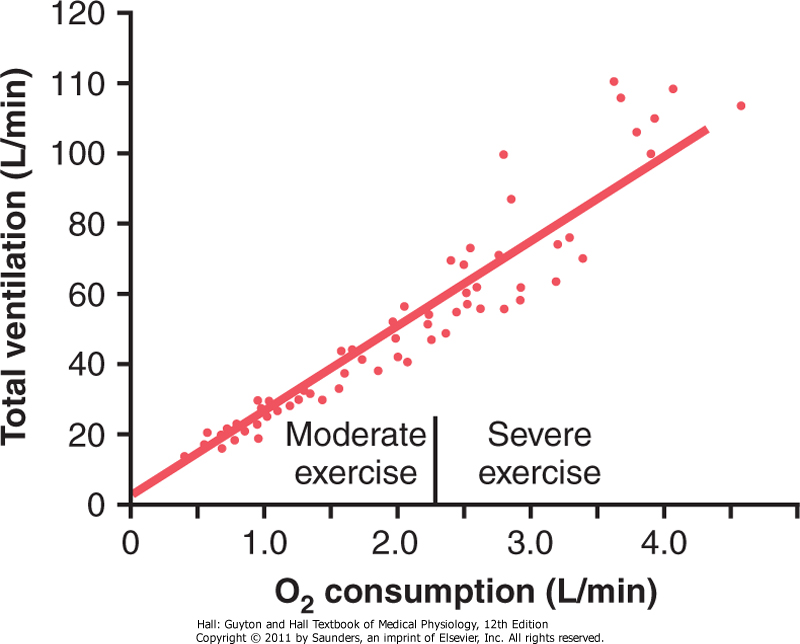 Total ventilation (L/min)
120
110
100
80
60
40
20
0
Moderate
exercise
Severe
exercise
0 1.0 2.0 3.0 4.0
O₂ consumption (L/min)
Hall: Guyton and Hall Textbook of Medical Physiology, 12th Edition
Copyright © 2011 by Saunders, an imprint of Elsevier, Inc. All rights reserved.